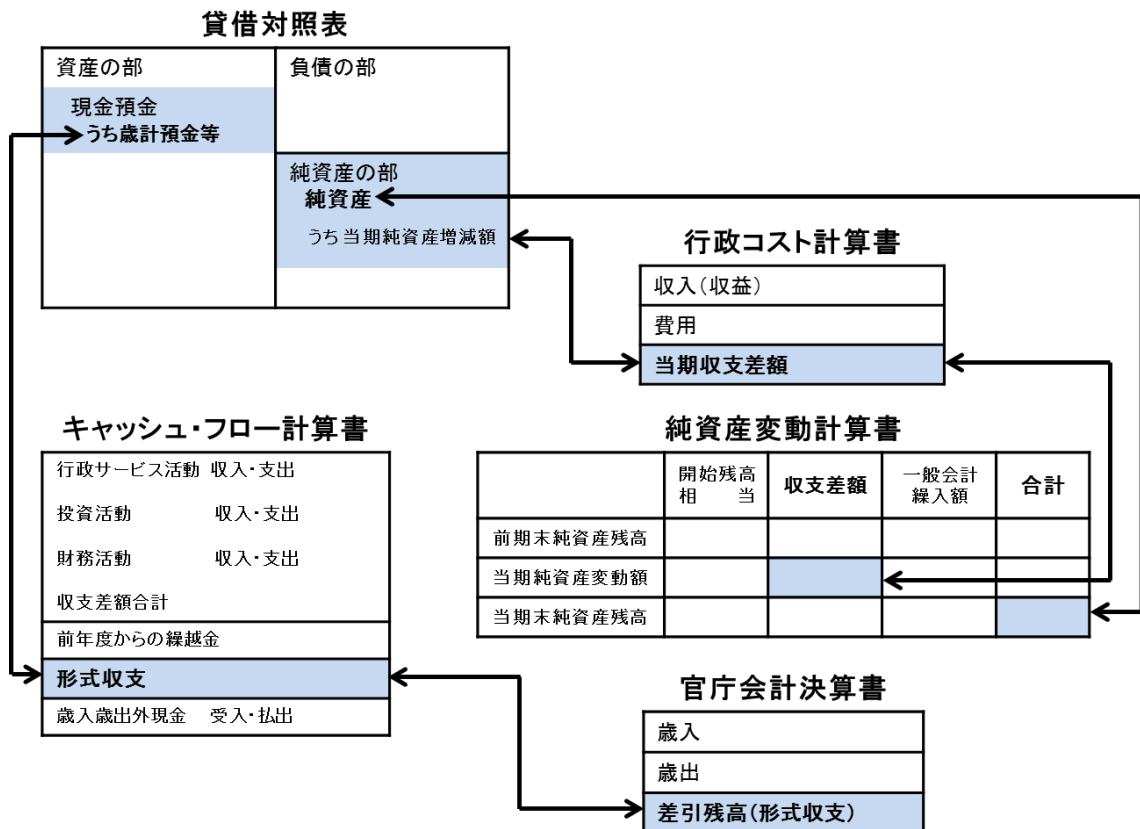 貸借対照表
資産の部
負債の部
現金預金
うち歳計預金等
純資産の部
純資産
うち当期純資産増減額
行政コスト計算書
収入(収益)
費用
当期収支差額
キャッシュ・フロー計算書
行政サービス活動 収入・支出
投資活動 収入・支出
財務活動 収入・支出
収支差額合計
前年度からの繰越金
形式収支
歳入歳出外現金 受入・払出
純資産変動計算書
開始残高
相 当
収支差額
一般会計
繰入額
合計
前期末純資産残高
当期純資産変動額
当期末純資産残高
官庁会計決算書
歳入
歳出
差引残高(形式収支)